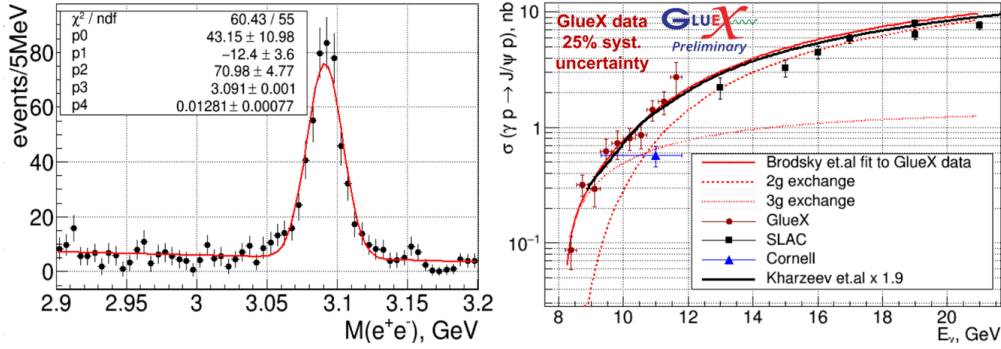 χ² / ndf 60.43 / 55
p0 43.15 ± 10.98
p1 −12.4 ± 3.6
p2 70.98 ± 4.77
p3 3.091 ± 0.001
p4 0.01281 ± 0.00077
events/5MeV
80
60
40
20
0
2.9 2.95 3 3.05 3.1 3.15 3.2
M(e⁺e⁻), GeV
σ (γ p → J/ψ p), nb
10
1
10⁻¹
GlueX data
25% syst.
uncertainty
GLUEX
Preliminary
Brodsky et.al fit to GlueX data
2g exchange
3g exchange
GlueX
SLAC
Cornell
Kharzeev et.al x 1.9
8 10 12 14 16 18 20
Eγ, GeV